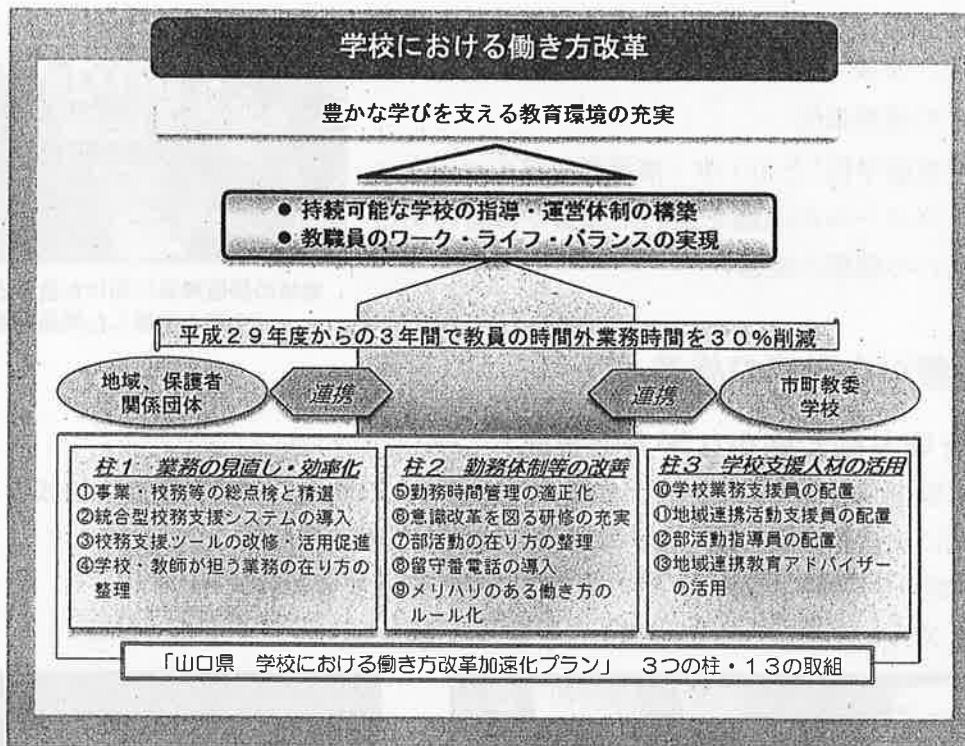 学校における働き方改革
豊かな学びを支える教育環境の充実
● 持続可能な学校の指導・運営体制の構築
● 教職員のワーク・ライフ・バランスの実現
平成29年度からの3年間で教員の時間外業務時間を30%削減
地域、保護者
関係団体
連携
連携
市町教委
学校
柱1 業務の見直し・効率化
①事業・校務等の総点検と精選
②統合型校務支援システムの導入
③校務支援ツールの改修・活用促進
④学校・教師が担う業務の在り方の
整理
柱2 勤務体制等の改善
⑤勤務時間管理の適正化
⑥意識改革を図る研修の充実
⑦部活動の在り方の整理
⑧留守番電話の導入
⑨メリハリのある働き方の
ルール化
柱3 学校支援人材の活用
⑩学校業務支援員の配置
⑪地域連携活動支援員の配置
⑫部活動指導員の配置
⑬地域連携教育アドバイザー
の活用
「山口県 学校における働き方改革加速化プラン」 3つの柱・13の取組